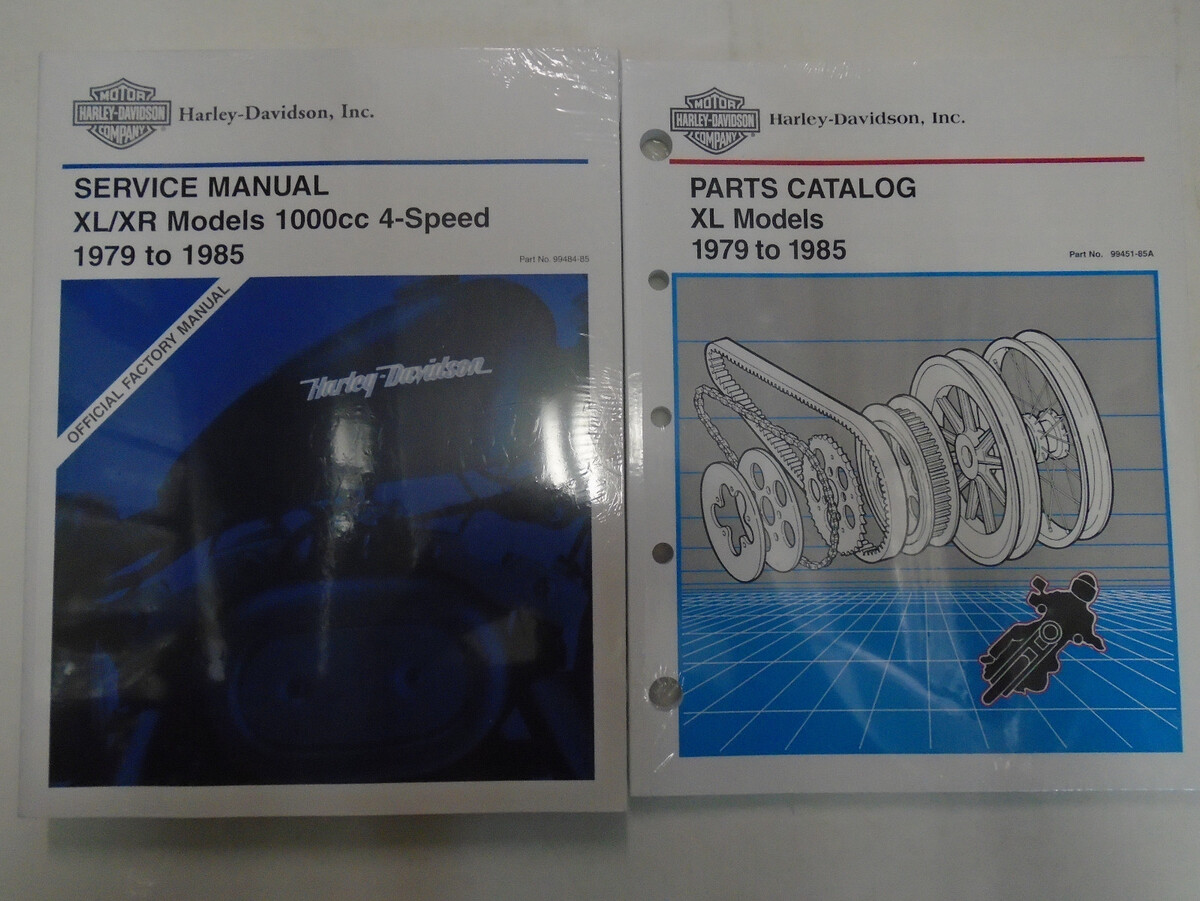 MOTOR
HARLEY-DAVIDSON
COMPANY
Harley-Davidson, Inc.
SERVICE MANUAL
XL/XR Models 1000cc 4-Speed
1979 to 1985
Part No. 99484-85
OFFICIAL FACTORY MANUAL
Harley-Davidson
MOTOR
HARLEY-DAVIDSON
COMPANY
Harley-Davidson, Inc.
PARTS CATALOG
XL Models
1979 to 1985
Part No. 99451-85A